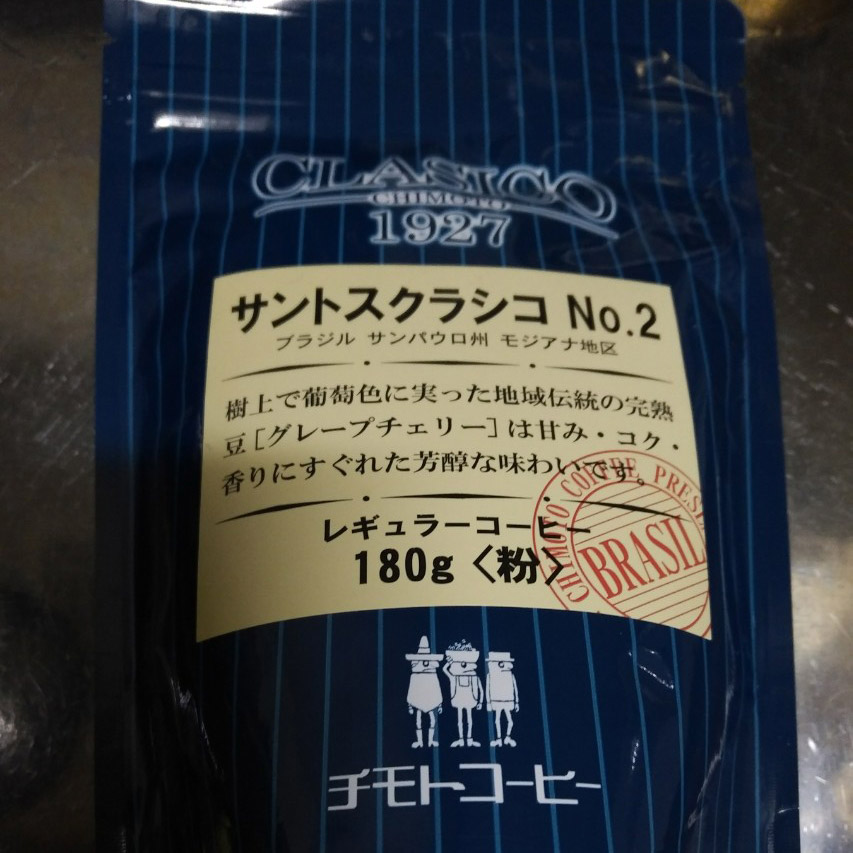 CLASICO
CHIMOTO
1927
サントスクラシコ No.2
ブラジル サンパウロ州 モジアナ地区
樹上で葡萄色に実った地域伝統の完熟
豆[グレープチェリー]は甘み・コク・
香りにすぐれた芳醇な味わいです。
CHIMOTO COFFEE
BRASIL
レギュラーコーヒー
180g〈粉〉
チモトコーヒー